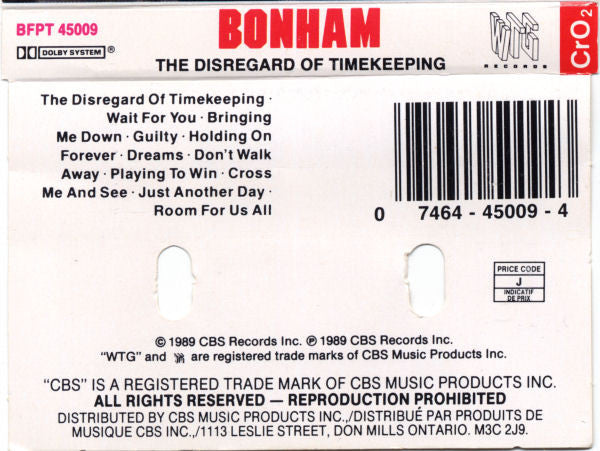 BFPT 45009
DOLBY SYSTEM®
BONHAM
THE DISREGARD OF TIMEKEEPING
WTG
RECORDS
CrO2
The Disregard Of Timekeeping ·
Wait For You · Bringing
Me Down · Guilty · Holding On
Forever · Dreams · Don't Walk
Away · Playing To Win · Cross
Me And See · Just Another Day ·
Room For Us All
0 7464 - 45009 - 4
PRICE CODE
J
INDICATIF
DE PRIX
© 1989 CBS Records Inc. ℗ 1989 CBS Records Inc.
"WTG" and WTG are registered trade marks of CBS Music Products Inc.
"CBS" IS A REGISTERED TRADE MARK OF CBS MUSIC PRODUCTS INC.
ALL RIGHTS RESERVED — REPRODUCTION PROHIBITED
DISTRIBUTED BY CBS MUSIC PRODUCTS INC.,/DISTRIBUÉ PAR PRODUITS DE
MUSIQUE CBS INC.,/1113 LESLIE STREET, DON MILLS ONTARIO. M3C 2J9.